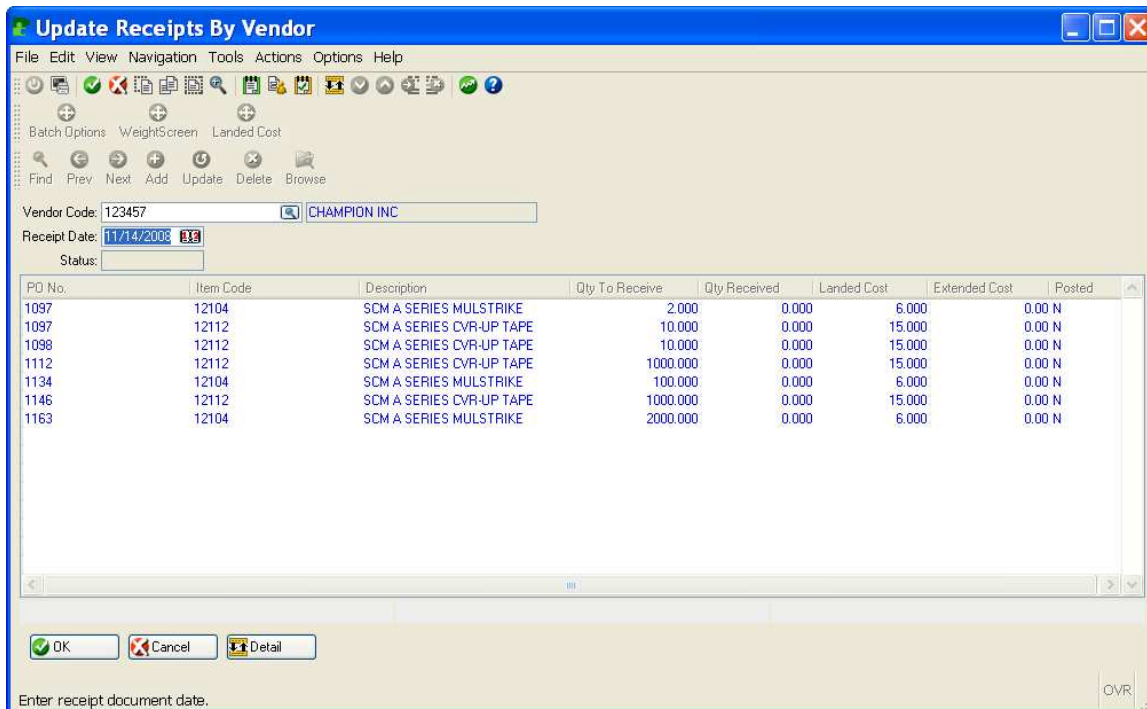 Update Receipts By Vendor
File Edit View Navigation Tools Actions Options Help
Batch Options WeightScreen Landed Cost
Find Prev Next Add Update Delete Browse
Vendor Code: 123457 CHAMPION INC
Receipt Date: 11/14/2008
Status:
PO No. Item Code Description Qty To Receive Qty Received Landed Cost Extended Cost Posted
1097 12104 SCM A SERIES MULSTRIKE 2.000 0.000 6.000 0.00 N
1097 12112 SCM A SERIES CVR-UP TAPE 10.000 0.000 15.000 0.00 N
1098 12112 SCM A SERIES CVR-UP TAPE 10.000 0.000 15.000 0.00 N
1112 12112 SCM A SERIES CVR-UP TAPE 1000.000 0.000 15.000 0.00 N
1134 12104 SCM A SERIES MULSTRIKE 100.000 0.000 6.000 0.00 N
1146 12112 SCM A SERIES CVR-UP TAPE 1000.000 0.000 15.000 0.00 N
1163 12104 SCM A SERIES MULSTRIKE 2000.000 0.000 6.000 0.00 N
OK Cancel Detail
Enter receipt document date. OVR